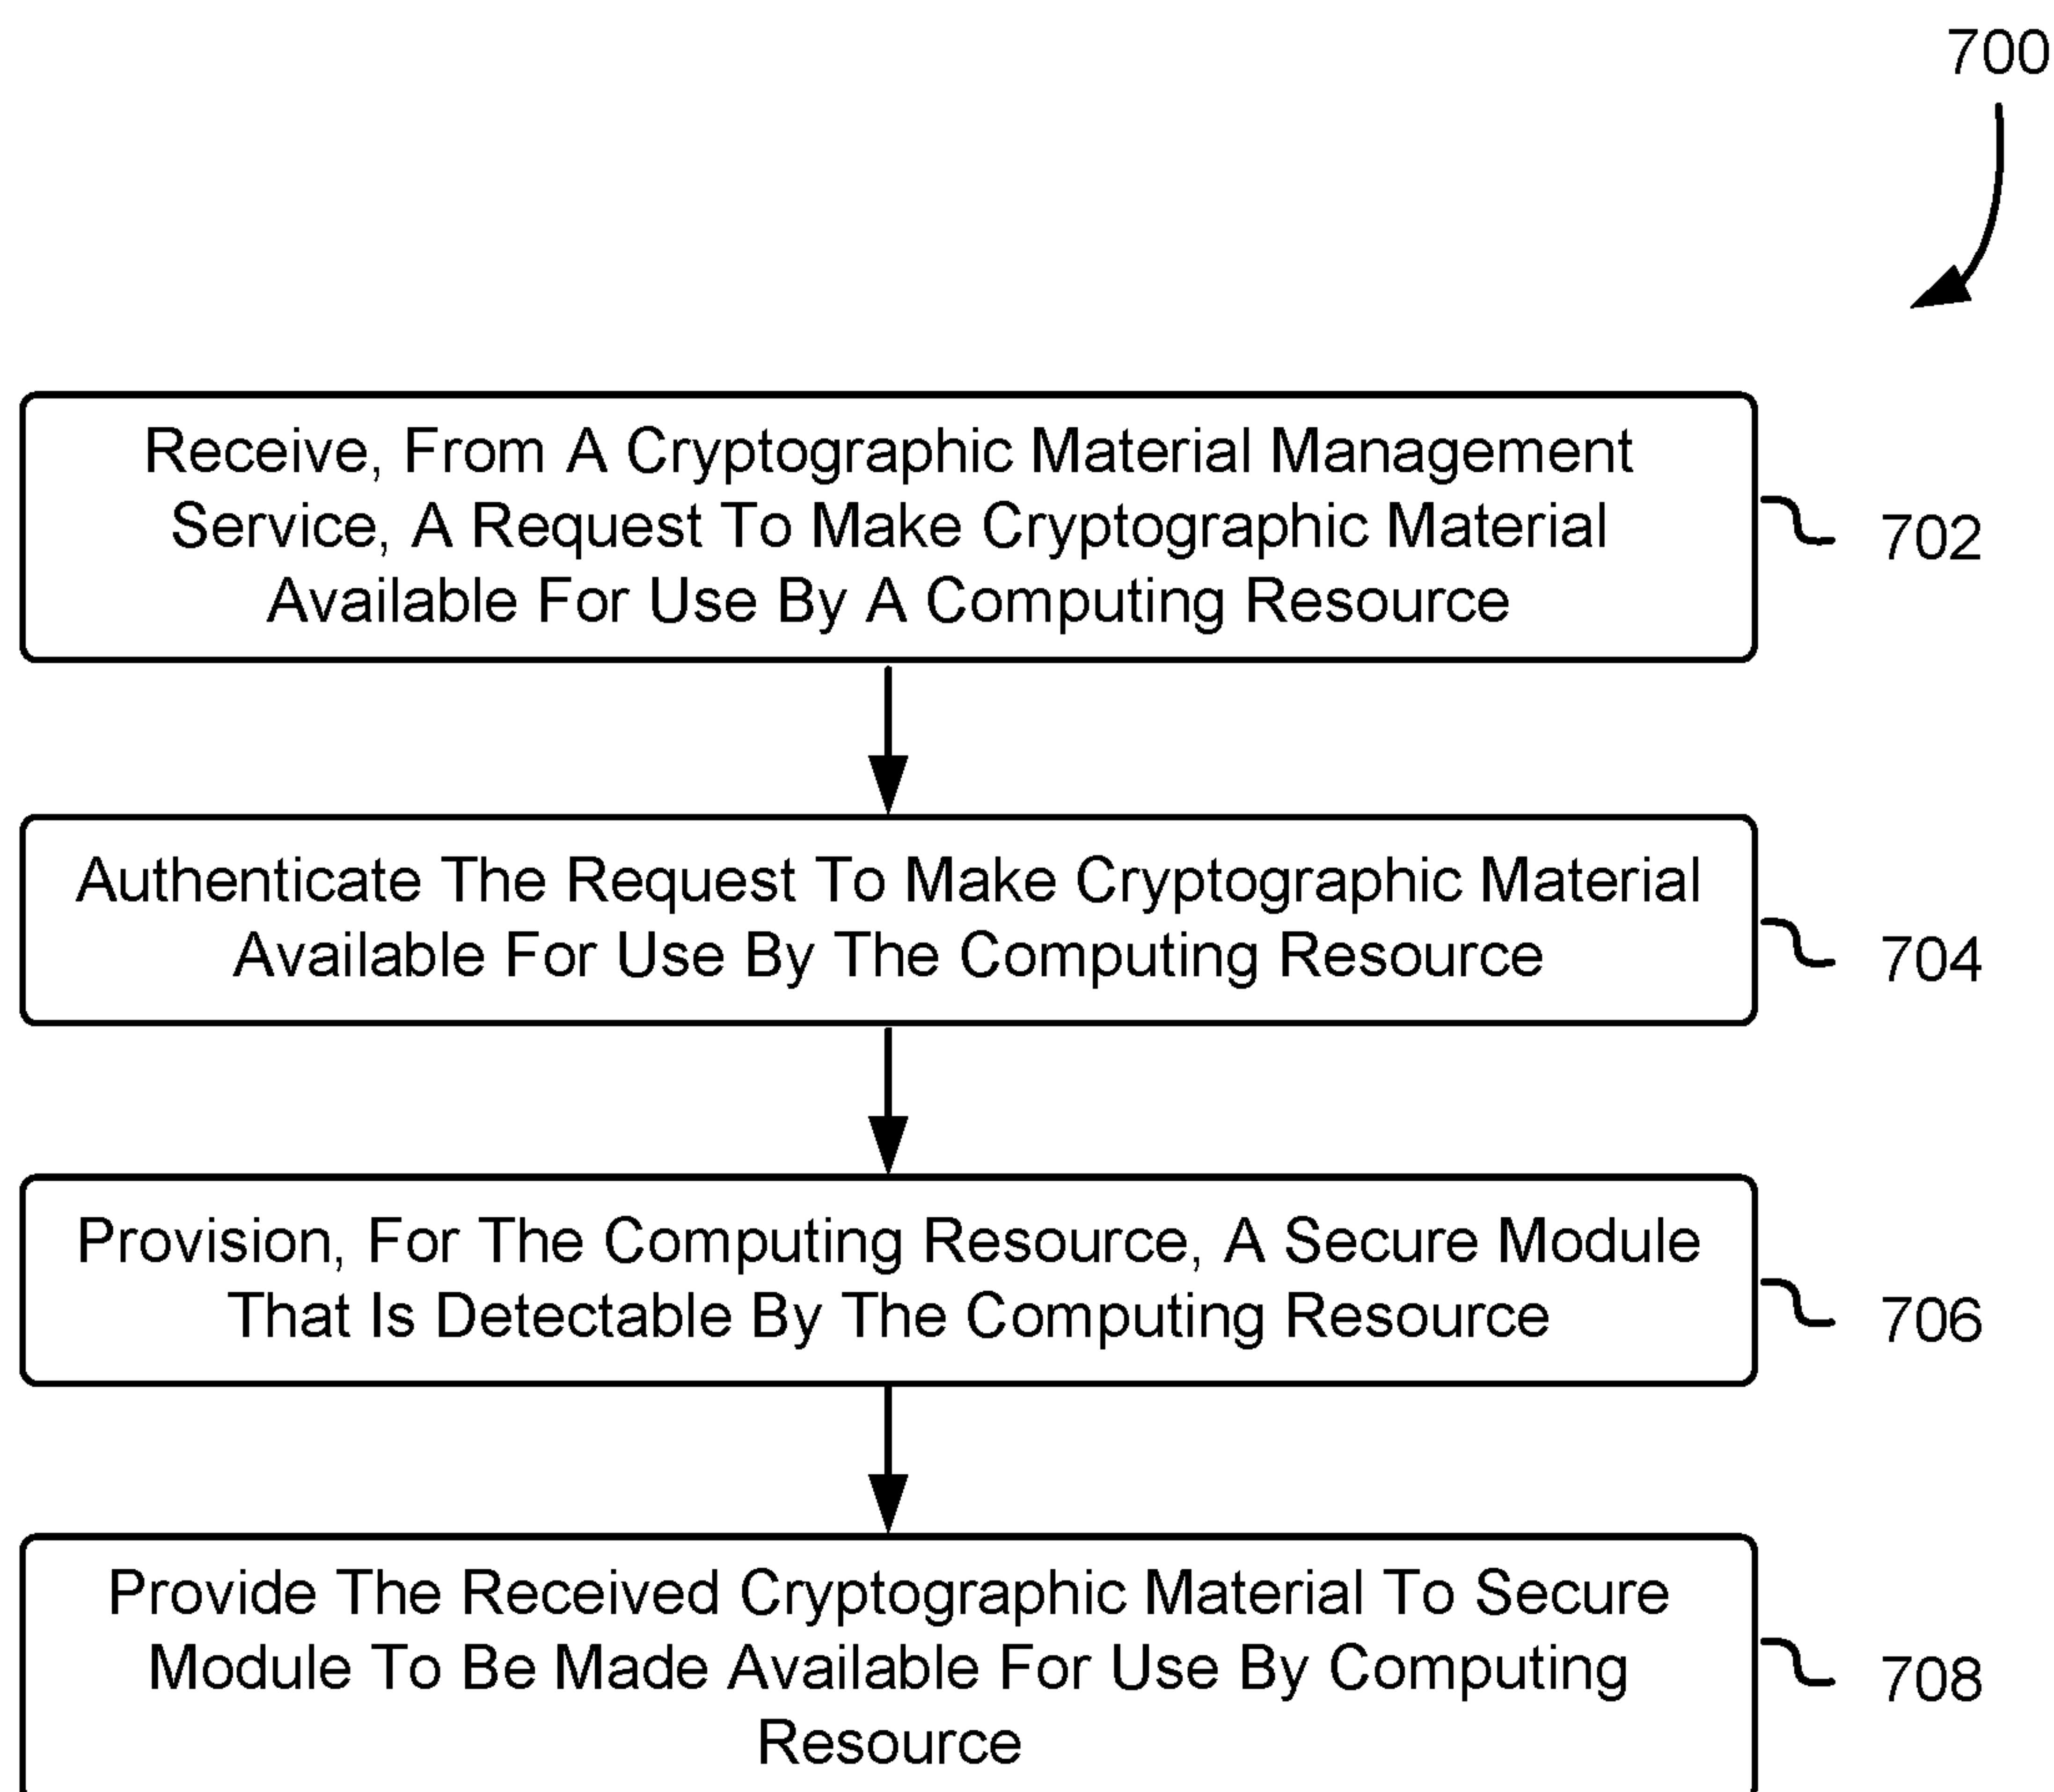 700
Receive, From A Cryptographic Material Management
Service, A Request To Make Cryptographic Material
Available For Use By A Computing Resource
702
Authenticate The Request To Make Cryptographic Material
Available For Use By The Computing Resource
704
Provision, For The Computing Resource, A Secure Module
That Is Detectable By The Computing Resource
706
Provide The Received Cryptographic Material To Secure
Module To Be Made Available For Use By Computing
Resource
708